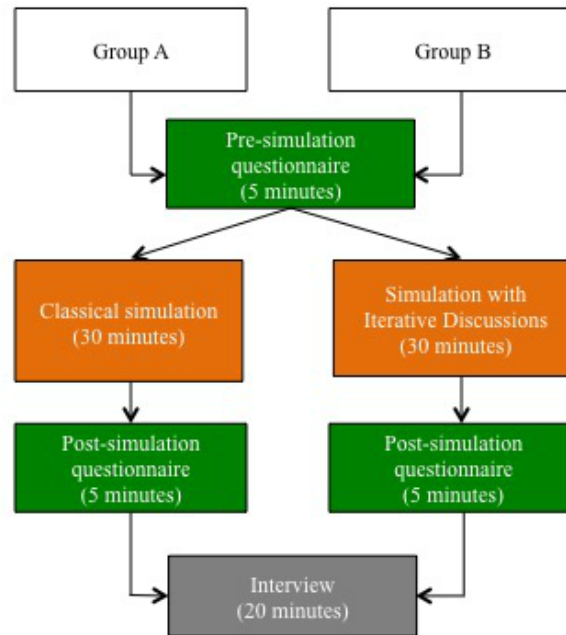 Group A
Group B
Pre-simulation
questionnaire
(5 minutes)
Classical simulation
(30 minutes)
Simulation with
Iterative Discussions
(30 minutes)
Post-simulation
questionnaire
(5 minutes)
Post-simulation
questionnaire
(5 minutes)
Interview
(20 minutes)